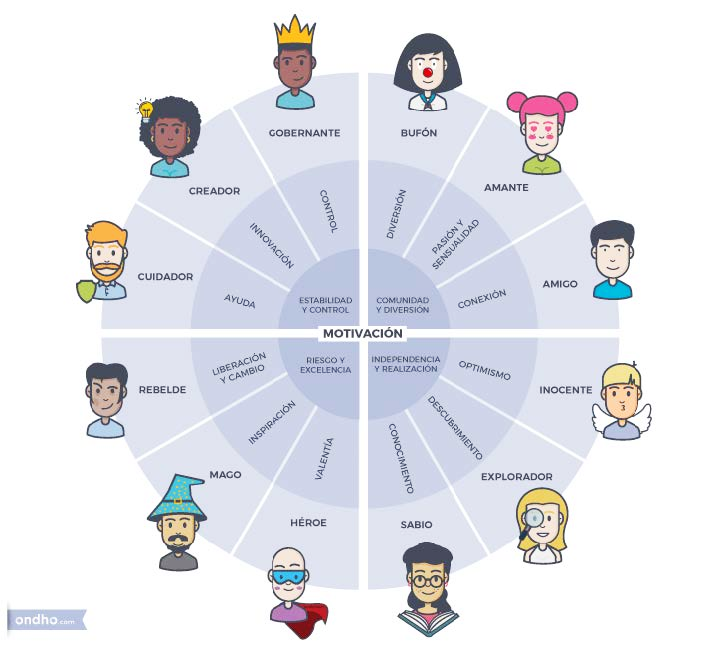 GOBERNANTE
BUFÓN
CREADOR
AMANTE
CONTROL
DIVERSIÓN
INNOVACIÓN
PASIÓN Y
SENSUALIDAD
CUIDADOR
AMIGO
AYUDA
CONEXIÓN
ESTABILIDAD
Y CONTROL
COMUNIDAD
Y DIVERSIÓN
MOTIVACIÓN
RIESGO Y
EXCELENCIA
INDEPENDENCIA
Y REALIZACIÓN
LIBERACIÓN
Y CAMBIO
OPTIMISMO
REBELDE
INOCENTE
INSPIRACIÓN
DESCUBRIMIENTO
VALENTÍA
CONOCIMIENTO
MAGO
EXPLORADOR
HÉROE
SABIO
ondho.com